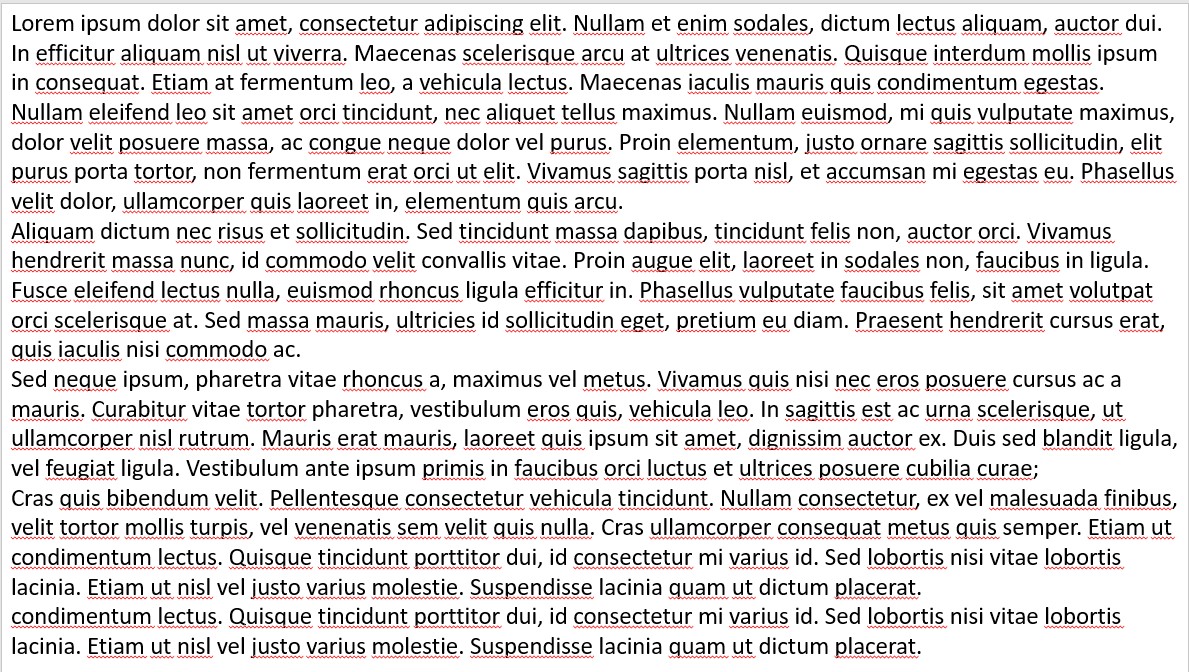 Lorem ipsum dolor sit amet, consectetur adipiscing elit. Nullam et enim sodales, dictum lectus aliquam, auctor dui.
In efficitur aliquam nisl ut viverra. Maecenas scelerisque arcu at ultrices venenatis. Quisque interdum mollis ipsum
in consequat. Etiam at fermentum leo, a vehicula lectus. Maecenas iaculis mauris quis condimentum egestas.
Nullam eleifend leo sit amet orci tincidunt, nec aliquet tellus maximus. Nullam euismod, mi quis vulputate maximus,
dolor velit posuere massa, ac congue neque dolor vel purus. Proin elementum, justo ornare sagittis sollicitudin, elit
purus porta tortor, non fermentum erat orci ut elit. Vivamus sagittis porta nisl, et accumsan mi egestas eu. Phasellus
velit dolor, ullamcorper quis laoreet in, elementum quis arcu.
Aliquam dictum nec risus et sollicitudin. Sed tincidunt massa dapibus, tincidunt felis non, auctor orci. Vivamus
hendrerit massa nunc, id commodo velit convallis vitae. Proin augue elit, laoreet in sodales non, faucibus in ligula.
Fusce eleifend lectus nulla, euismod rhoncus ligula efficitur in. Phasellus vulputate faucibus felis, sit amet volutpat
orci scelerisque at. Sed massa mauris, ultricies id sollicitudin eget, pretium eu diam. Praesent hendrerit cursus erat,
quis iaculis nisi commodo ac.
Sed neque ipsum, pharetra vitae rhoncus a, maximus vel metus. Vivamus quis nisi nec eros posuere cursus ac a
mauris. Curabitur vitae tortor pharetra, vestibulum eros quis, vehicula leo. In sagittis est ac urna scelerisque, ut
ullamcorper nisl rutrum. Mauris erat mauris, laoreet quis ipsum sit amet, dignissim auctor ex. Duis sed blandit ligula,
vel feugiat ligula. Vestibulum ante ipsum primis in faucibus orci luctus et ultrices posuere cubilia curae;
Cras quis bibendum velit. Pellentesque consectetur vehicula tincidunt. Nullam consectetur, ex vel malesuada finibus,
velit tortor mollis turpis, vel venenatis sem velit quis nulla. Cras ullamcorper consequat metus quis semper. Etiam ut
condimentum lectus. Quisque tincidunt porttitor dui, id consectetur mi varius id. Sed lobortis nisi vitae lobortis
lacinia. Etiam ut nisl vel justo varius molestie. Suspendisse lacinia quam ut dictum placerat.
condimentum lectus. Quisque tincidunt porttitor dui, id consectetur mi varius id. Sed lobortis nisi vitae lobortis
lacinia. Etiam ut nisl vel justo varius molestie. Suspendisse lacinia quam ut dictum placerat.